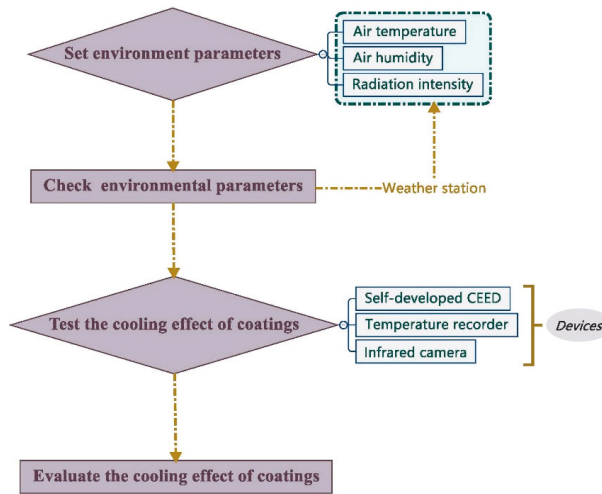 Set environment parameters
Air temperature
Air humidity
Radiation intensity
Check environmental parameters
Weather station
Test the cooling effect of coatings
Self-developed CEED
Temperature recorder
Infrared camera
Devices
Evaluate the cooling effect of coatings